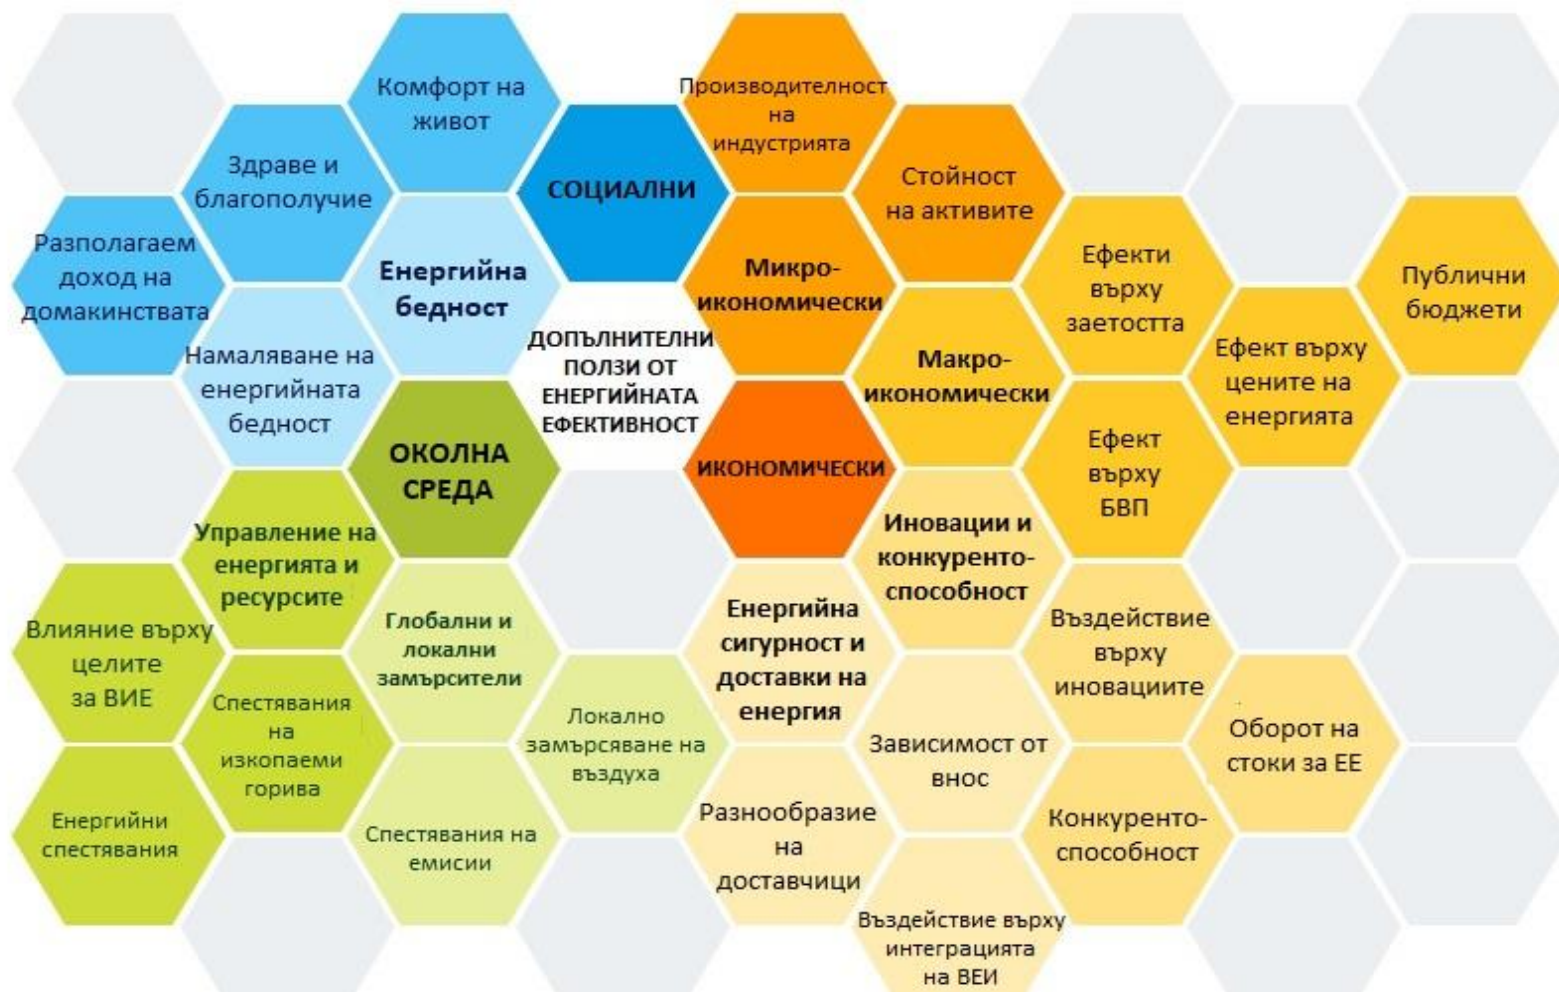 Комфорт на
живот
Производителност
на
индустрията
Здраве и
благополучие
СОЦИАЛНИ
Стойност
на активите
Разполагаем
доход на
домакинствата
Енергийна
бедност
Микро-
икономически
Ефекти
върху
заетостта
Публични
бюджети
Намаляване на
енергийната
бедност
ДОПЪЛНИТЕЛНИ
ПОЛЗИ ОТ
ЕНЕРГИЙНАТА
ЕФЕКТИВНОСТ
Макро-
икономически
Ефект върху
цените на
енергията
ОКОЛНА
СРЕДА
ИКОНОМИЧЕСКИ
Ефект
върху
БВП
Управление на
енергията и
ресурсите
Иновации и
конкуренто-
способност
Влияние върху
целите
за ВИЕ
Глобални и
локални
замърсители
Енергийна
сигурност и
доставки на
енергия
Въздействие
върху
иновациите
Спестявания
на
изкопаеми
горива
Локално
замърсяване на
въздуха
Зависимост от
внос
Оборот на
стоки за ЕЕ
Енергийни
спестявания
Спестявания на
емисии
Разнообразие
на
доставчици
Конкуренто-
способност
Въздействие върху
интеграцията
на ВЕИ